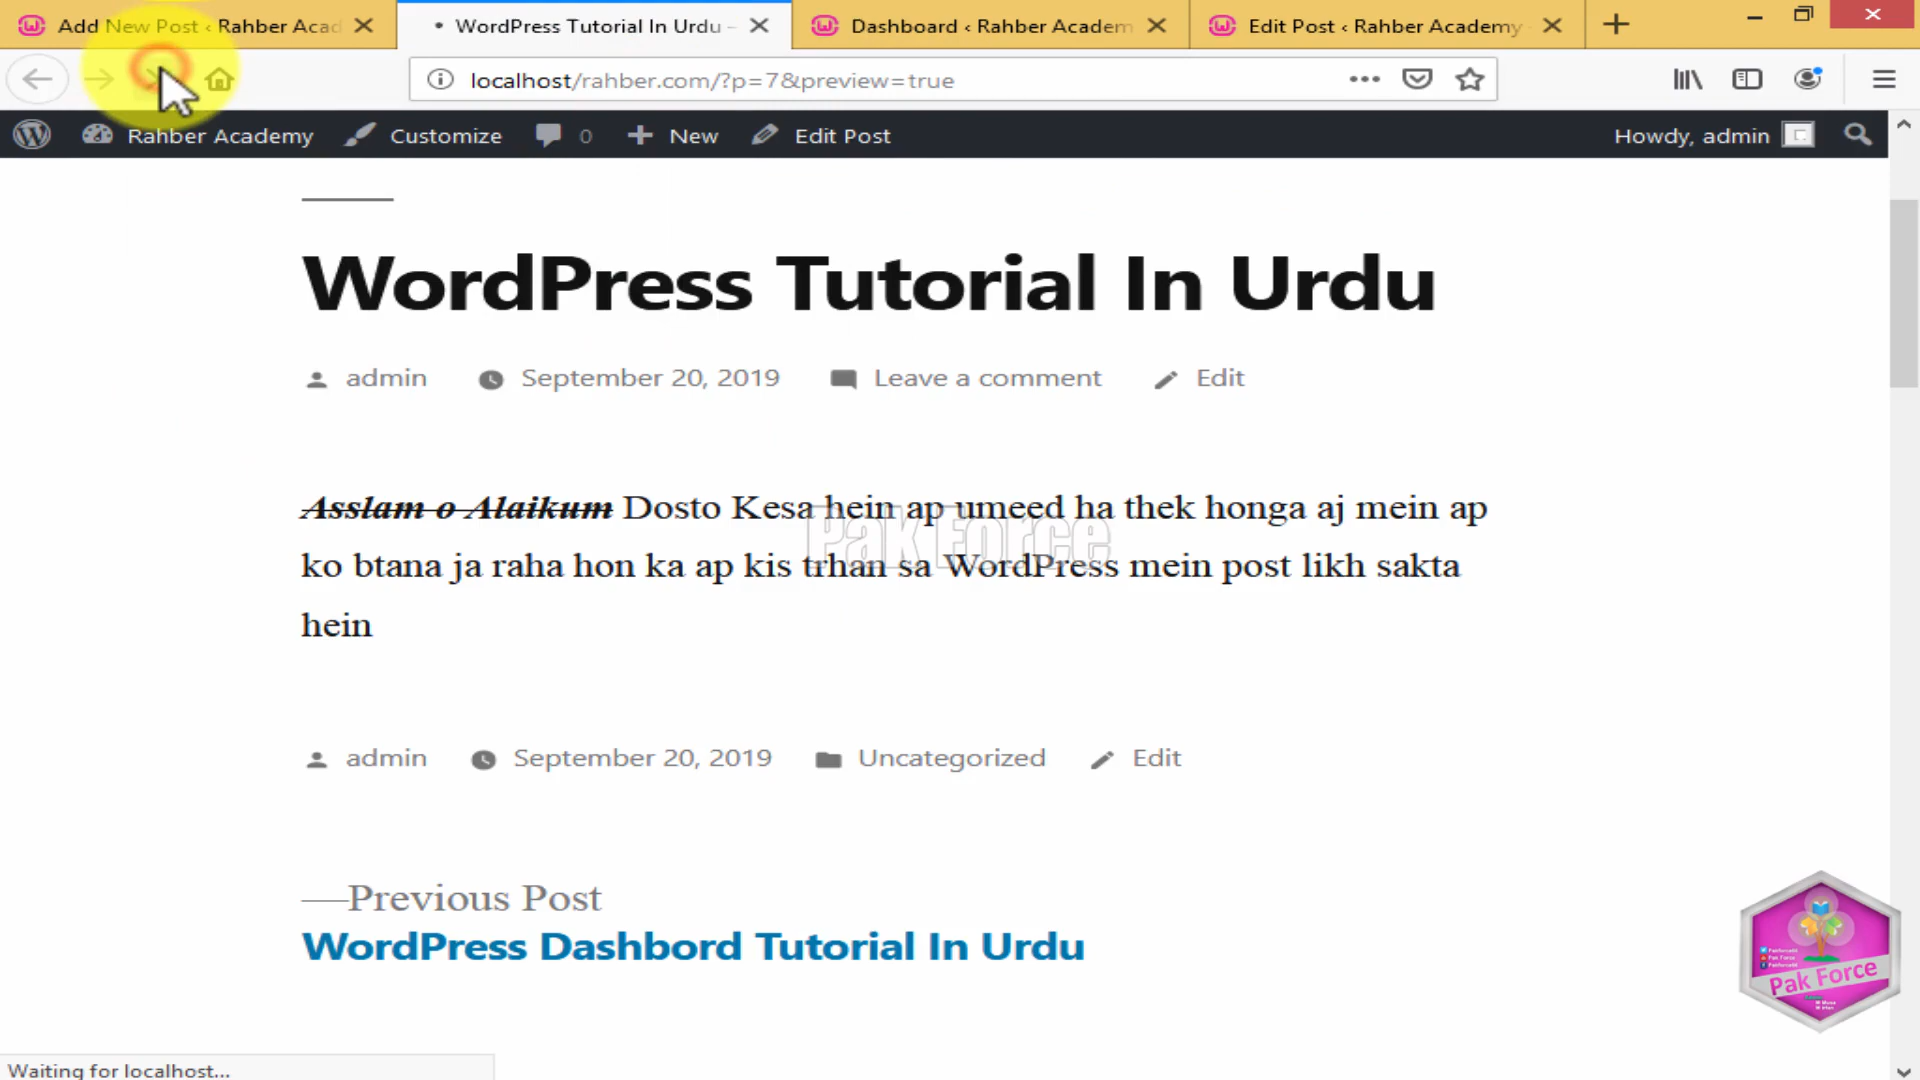 Add New Post ‹ Rahber Acad
WordPress Tutorial In Urdu –
Dashboard ‹ Rahber Academ
Edit Post ‹ Rahber Academy
localhost/rahber.com/?p=7&preview=true
Rahber Academy
Customize
0
New
Edit Post
Howdy, admin
WordPress Tutorial In Urdu
admin
September 20, 2019
Leave a comment
Edit
Asslam o Alaikum Dosto Kesa hein ap umeed ha thek honga aj mein ap
ko btana ja raha hon ka ap kis trhan sa WordPress mein post likh sakta
hein
Pak Force
admin
September 20, 2019
Uncategorized
Edit
—Previous Post
WordPress Dashbord Tutorial In Urdu
Pak Force
Waiting for localhost...